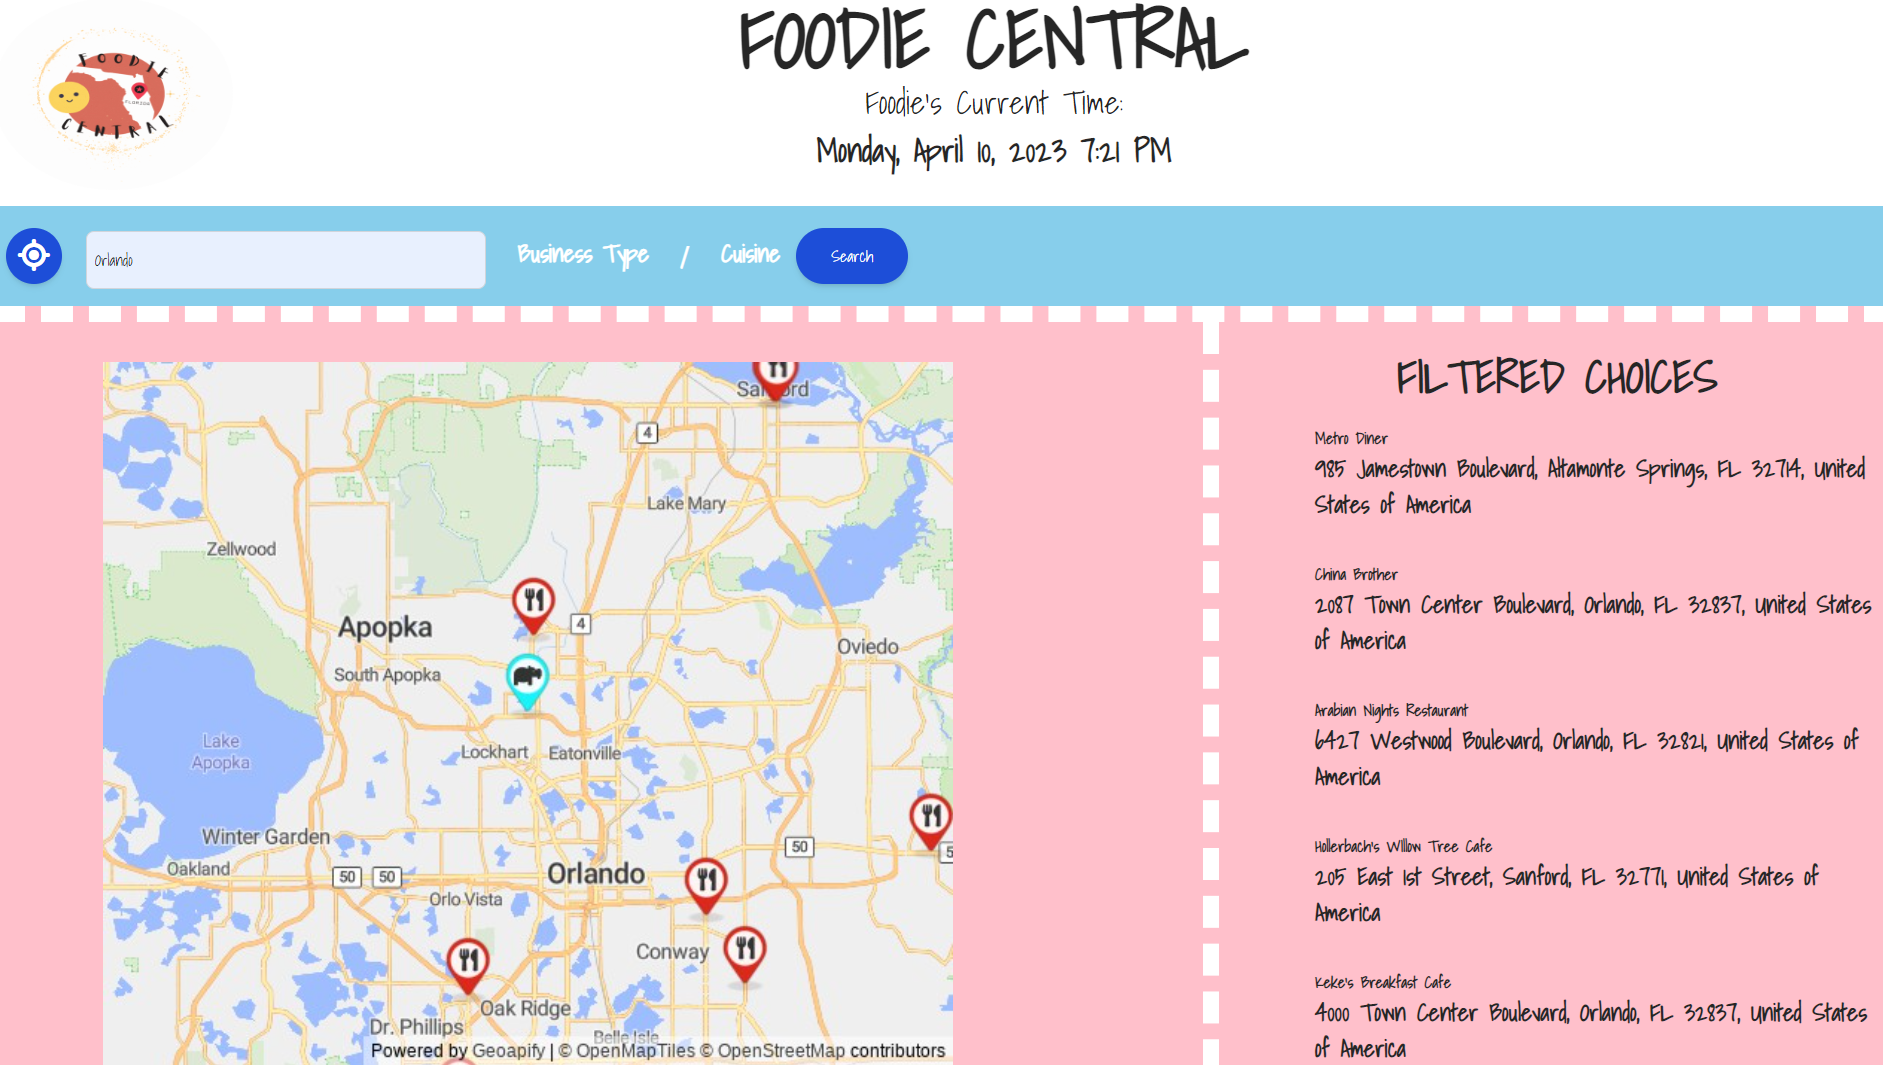 FOODIE
FLORIDA
CENTRAL
FOODIE CENTRAL
Foodie's Current Time:
Monday, April 10, 2023 7:21 PM
Orlando
Business Type / Cuisine
Search
Sanford
4
Lake Mary
Zellwood
4
Apopka
Oviedo
South Apopka
Lake
Apopka
Lockhart
Eatonville
Winter Garden
50
5
Oakland
50
50
Orlando
Orlo Vista
Conway
Oak Ridge
Dr. Phillips
Belle Isle
Powered by Geoapify | © OpenMapTiles © OpenStreetMap contributors
FILTERED CHOICES
Metro Diner
985 Jamestown Boulevard, Altamonte Springs, FL 32714, United
States of America
China Brother
2087 Town Center Boulevard, Orlando, FL 32837, United States
of America
Arabian Nights Restaurant
6427 Westwood Boulevard, Orlando, FL 32821, United States of
America
Hollerbach's Willow Tree Cafe
205 East 1st Street, Sanford, FL 32771, United States of
America
Keke's Breakfast Cafe
4000 Town Center Boulevard, Orlando, FL 32837, United States
of America